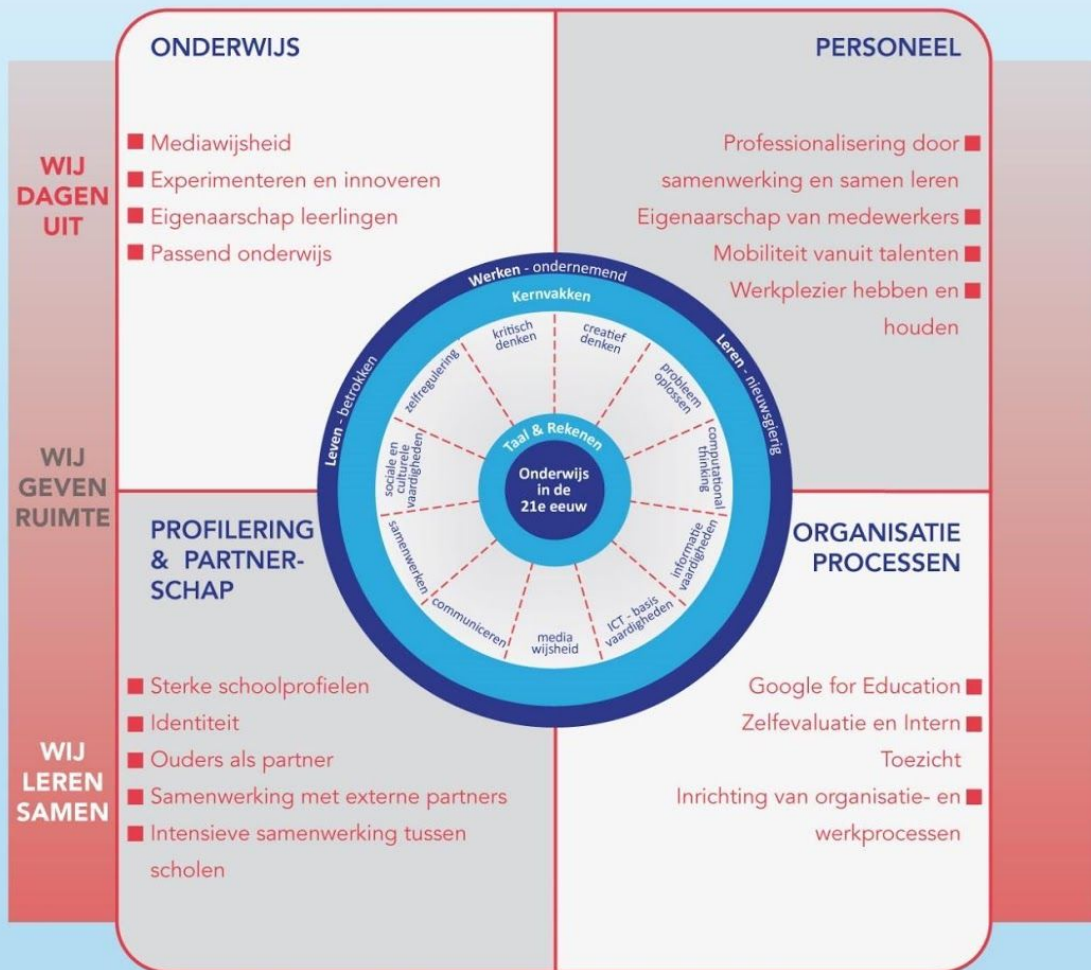 ONDERWIJS
■ Mediawijsheid
■ Experimenteren en innoveren
■ Eigenaarschap leerlingen
■ Passend onderwijs
PERSONEEL
Professionalisering door ■
samenwerking en samen leren
Eigenaarschap van medewerkers ■
Mobiliteit vanuit talenten ■
Werkplezier hebben en ■
houden
WIJ
DAGEN
UIT
WIJ
GEVEN
RUIMTE
WIJ
LEREN
SAMEN
Leven - betrokken
Werken - ondernemend
Leren - nieuwsgierig
Kernvakken
kritisch
denken
creatief
denken
probleem
oplossen
computational
thinking
informatie
vaardigheden
ICT - basis
vaardigheden
media
wijsheid
communiceren
samenwerken
sociale en
culturele
vaardigheden
zelfregulering
Taal & Rekenen
Onderwijs
in de
21e eeuw
PROFILERING
& PARTNER-
SCHAP
■ Sterke schoolprofielen
■ Identiteit
■ Ouders als partner
■ Samenwerking met externe partners
■ Intensieve samenwerking tussen
scholen
ORGANISATIE
PROCESSEN
Google for Education ■
Zelfevaluatie en Intern ■
Toezicht
Inrichting van organisatie- en ■
werkprocessen